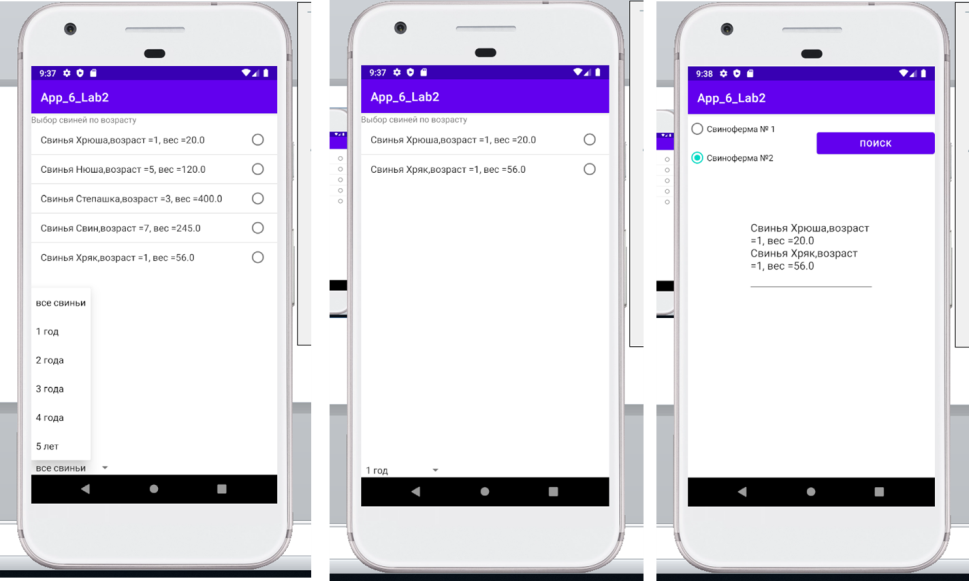 9:37
App_6_Lab2
Выбор свиней по возрасту
Свинья Хрюша,возраст =1, вес =20.0
Свинья Нюша,возраст =5, вес =120.0
Свинья Степашка,возраст =3, вес =400.0
Свинья Свин,возраст =7, вес =245.0
Свинья Хряк,возраст =1, вес =56.0
все свиньи
1 год
2 года
3 года
4 года
5 лет
все свиньи
9:37
App_6_Lab2
Выбор свиней по возрасту
Свинья Хрюша,возраст =1, вес =20.0
Свинья Хряк,возраст =1, вес =56.0
1 год
9:38
App_6_Lab2
Свиноферма № 1
Свиноферма №2
ПОИСК
Свинья Хрюша,возраст
=1, вес =20.0
Свинья Хряк,возраст
=1, вес =56.0